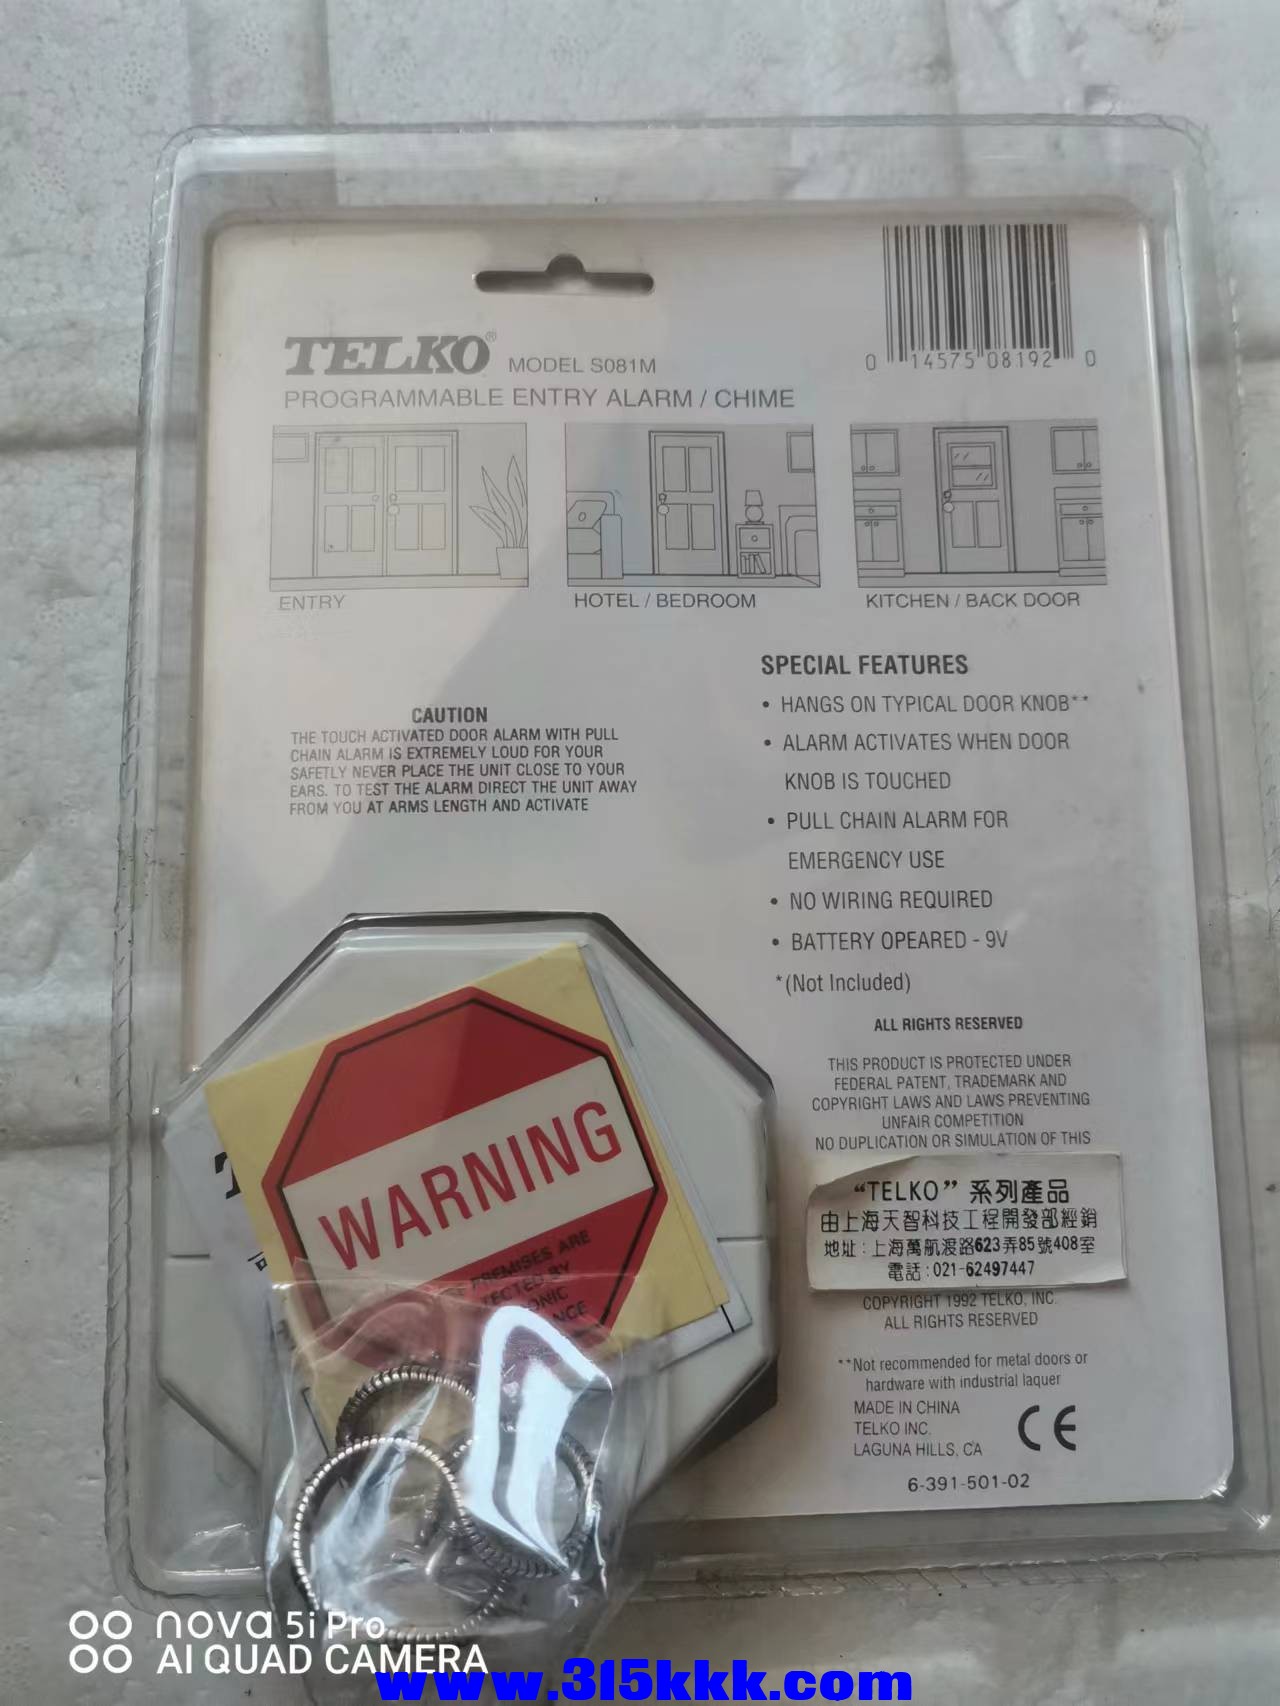 TELKO® MODEL S081M
PROGRAMMABLE ENTRY ALARM / CHIME
0 14575 08192 0
ENTRY
HOTEL / BEDROOM
KITCHEN / BACK DOOR
CAUTION
THE TOUCH ACTIVATED DOOR ALARM WITH PULL
CHAIN ALARM IS EXTREMELY LOUD FOR YOUR
SAFETLY NEVER PLACE THE UNIT CLOSE TO YOUR
EARS. TO TEST THE ALARM DIRECT THE UNIT AWAY
FROM YOU AT ARMS LENGTH AND ACTIVATE
SPECIAL FEATURES
• HANGS ON TYPICAL DOOR KNOB**
• ALARM ACTIVATES WHEN DOOR
KNOB IS TOUCHED
• PULL CHAIN ALARM FOR
EMERGENCY USE
• NO WIRING REQUIRED
• BATTERY OPEARED - 9V
*(Not Included)
ALL RIGHTS RESERVED
THIS PRODUCT IS PROTECTED UNDER
FEDERAL PATENT, TRADEMARK AND
COPYRIGHT LAWS AND LAWS PREVENTING
UNFAIR COMPETITION
NO DUPLICATION OR SIMULATION OF THIS
“TELKO” 系列產品
由上海天智科技工程開發部經銷
地址:上海萬航渡路623弄85號408室
電話:021-62497447
COPYRIGHT 1992 TELKO, INC.
ALL RIGHTS RESERVED
**Not recommended for metal doors or
hardware with industrial laquer
MADE IN CHINA
TELKO INC.
LAGUNA HILLS, CA
CE
6-391-501-02
WARNING
PREMISES ARE
BY
nova 5i Pro
AI QUAD CAMERA
www.315kkk.com